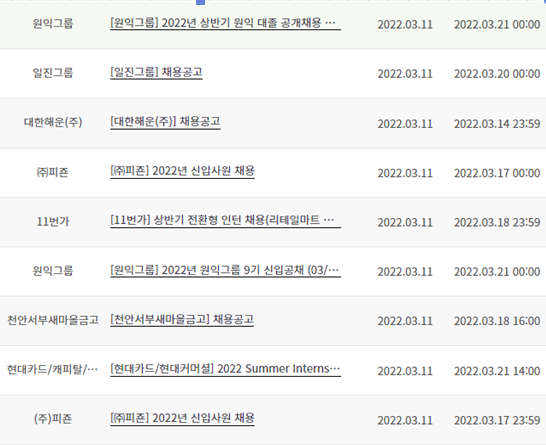 원익그룹 [원익그룹] 2022년 상반기 원익 대졸 공개채용 ⋯ 2022.03.11 2022.03.21 00:00
일진그룹 [일진그룹] 채용공고 2022.03.11 2022.03.20 00:00
대한해운(주) [대한해운(주)] 채용공고 2022.03.11 2022.03.14 23:59
㈜피죤 [㈜피죤] 2022년 신입사원 채용 2022.03.11 2022.03.17 00:00
11번가 [11번가] 상반기 전환형 인턴 채용(리테일마트 ⋯ 2022.03.11 2022.03.18 23:59
원익그룹 [원익그룹] 2022년 원익그룹 9기 신입공채 (03/⋯ 2022.03.11 2022.03.21 00:00
천안서부새마을금고 [천안서부새마을금고] 채용공고 2022.03.11 2022.03.18 16:00
현대카드/캐피탈/⋯ [현대카드/현대커머셜] 2022 Summer Interns⋯ 2022.03.11 2022.03.21 14:00
(주)피죤 [㈜피죤] 2022년 신입사원 채용 2022.03.11 2022.03.17 23:59